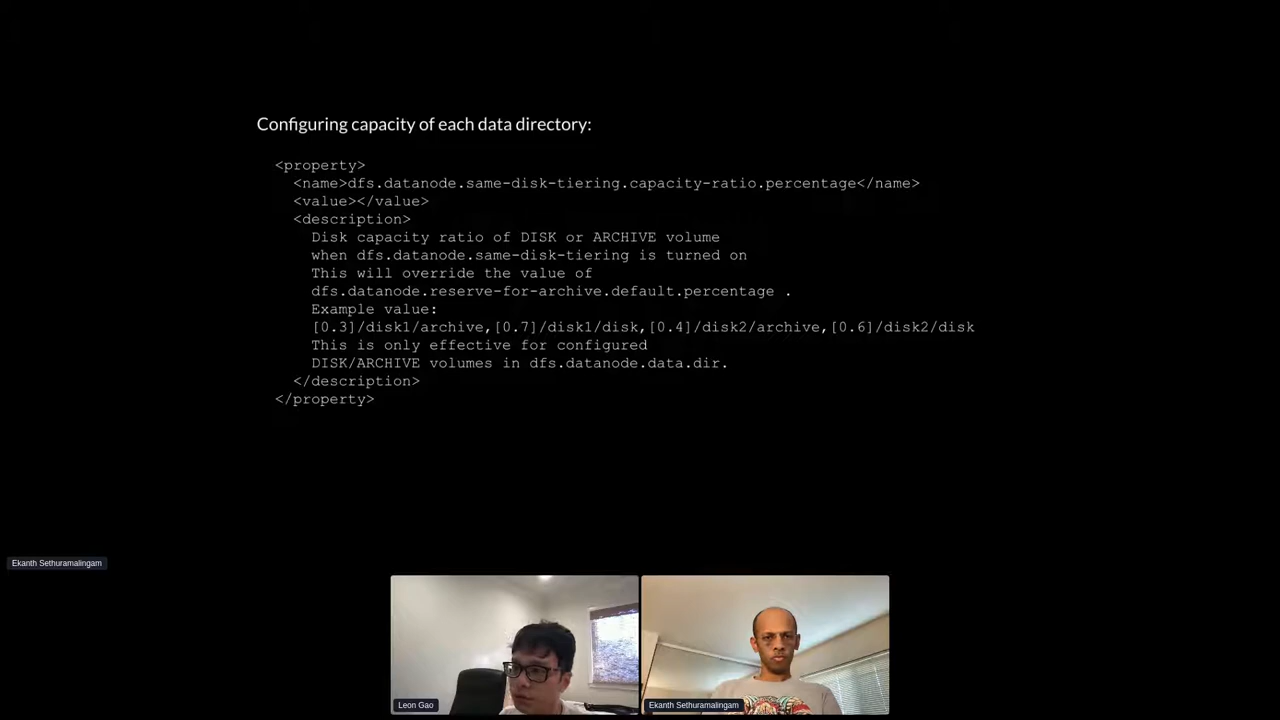 Configuring capacity of each data directory:
<property>
<name>dfs.datanode.same-disk-tiering.capacity-ratio.percentage</name>
<value></value>
<description>
Disk capacity ratio of DISK or ARCHIVE volume
when dfs.datanode.same-disk-tiering is turned on
This will override the value of
dfs.datanode.reserve-for-archive.default.percentage .
Example value:
[0.3]/disk1/archive,[0.7]/disk1/disk,[0.4]/disk2/archive,[0.6]/disk2/disk
This is only effective for configured
DISK/ARCHIVE volumes in dfs.datanode.data.dir.
</description>
</property>
Ekanth Sethuramalingam
Leon Gao
Ekanth Sethuramalingam